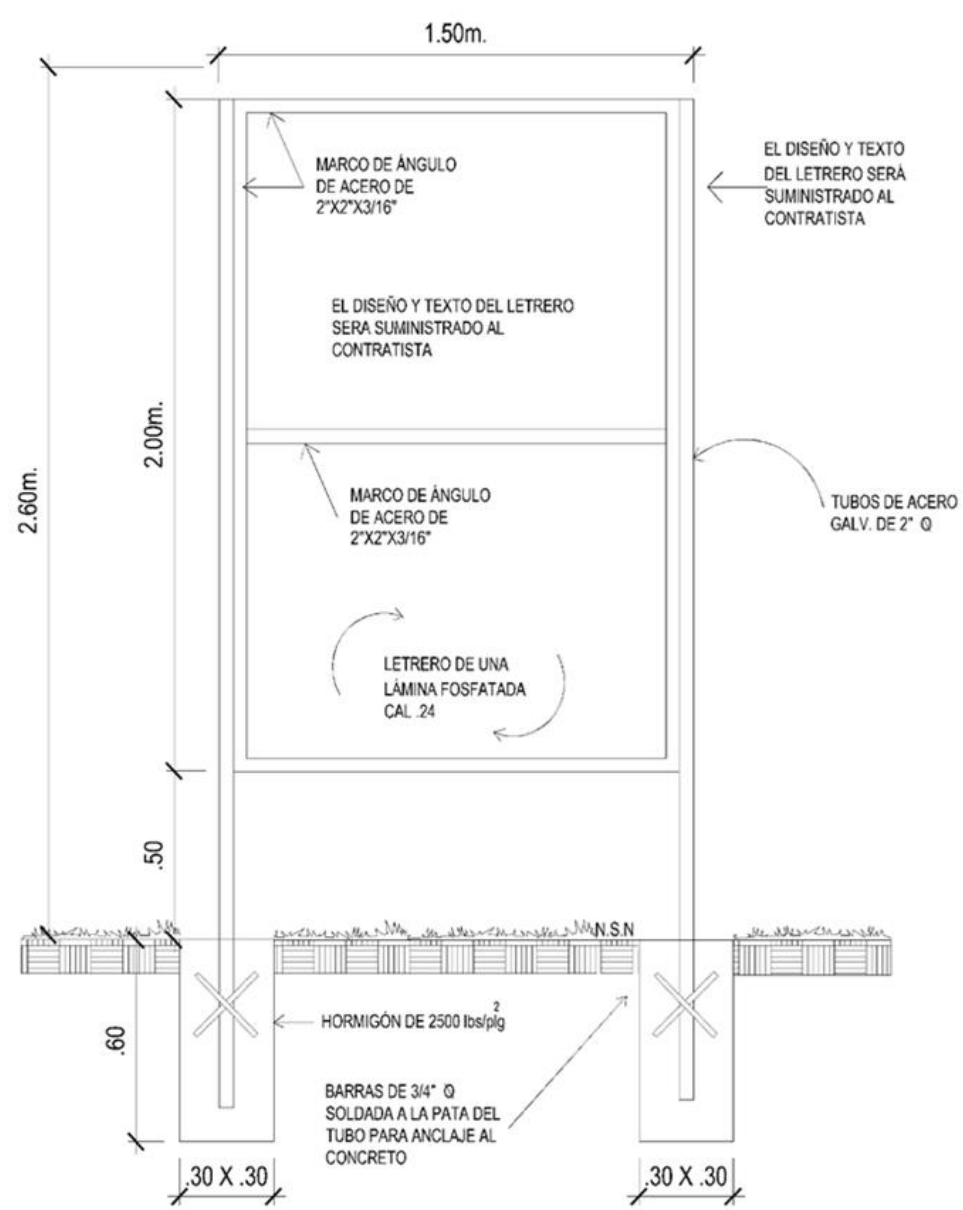 1.50m.
MARCO DE ÁNGULO
DE ACERO DE
2"X2"X3/16"
EL DISEÑO Y TEXTO
DEL LETRERO SERÁ
SUMINISTRADO AL
CONTRATISTA
EL DISEÑO Y TEXTO DEL LETRERO
SERA SUMINISTRADO AL
CONTRATISTA
2.00m.
2.60m.
MARCO DE ÁNGULO
DE ACERO DE
2"X2"X3/16"
TUBOS DE ACERO
GALV. DE 2" Q
LETRERO DE UNA
LÁMINA FOSFATADA
CAL .24
.50
N.S.N
HORMIGÓN DE 2500 lbs/plg²
.60
BARRAS DE 3/4" Q
SOLDADA A LA PATA DEL
TUBO PARA ANCLAJE AL
CONCRETO
.30 X .30
.30 X .30